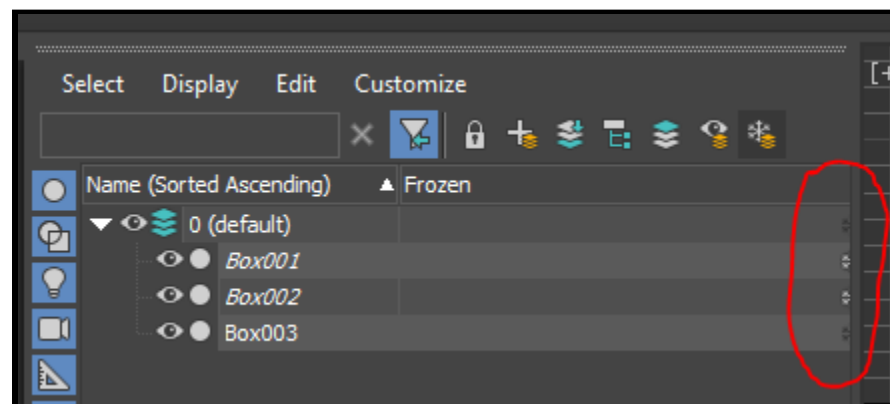 Select Display Edit Customize
Name (Sorted Ascending) Frozen
0 (default)
Box001
Box002
Box003